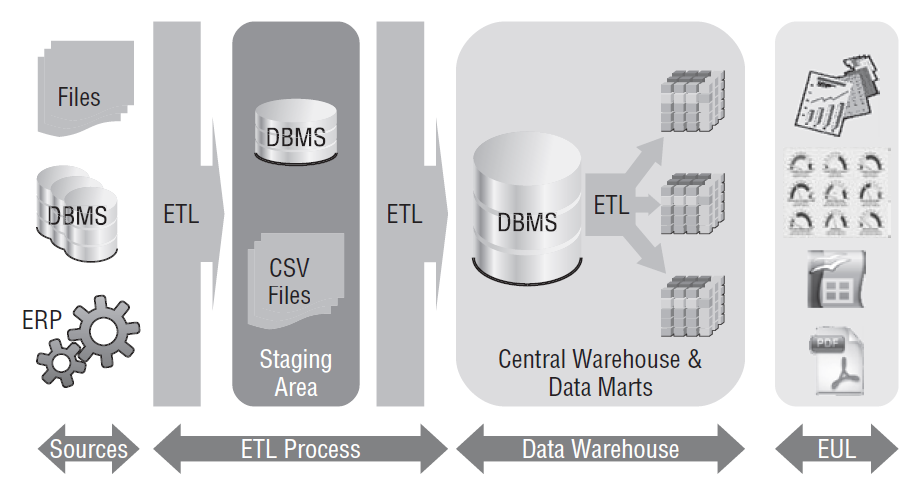 Files
DBMS
ERP
ETL
DBMS
CSV
Files
Staging
Area
ETL
DBMS
ETL
Central Warehouse &
Data Marts
PDF
Sources
ETL Process
Data Warehouse
EUL